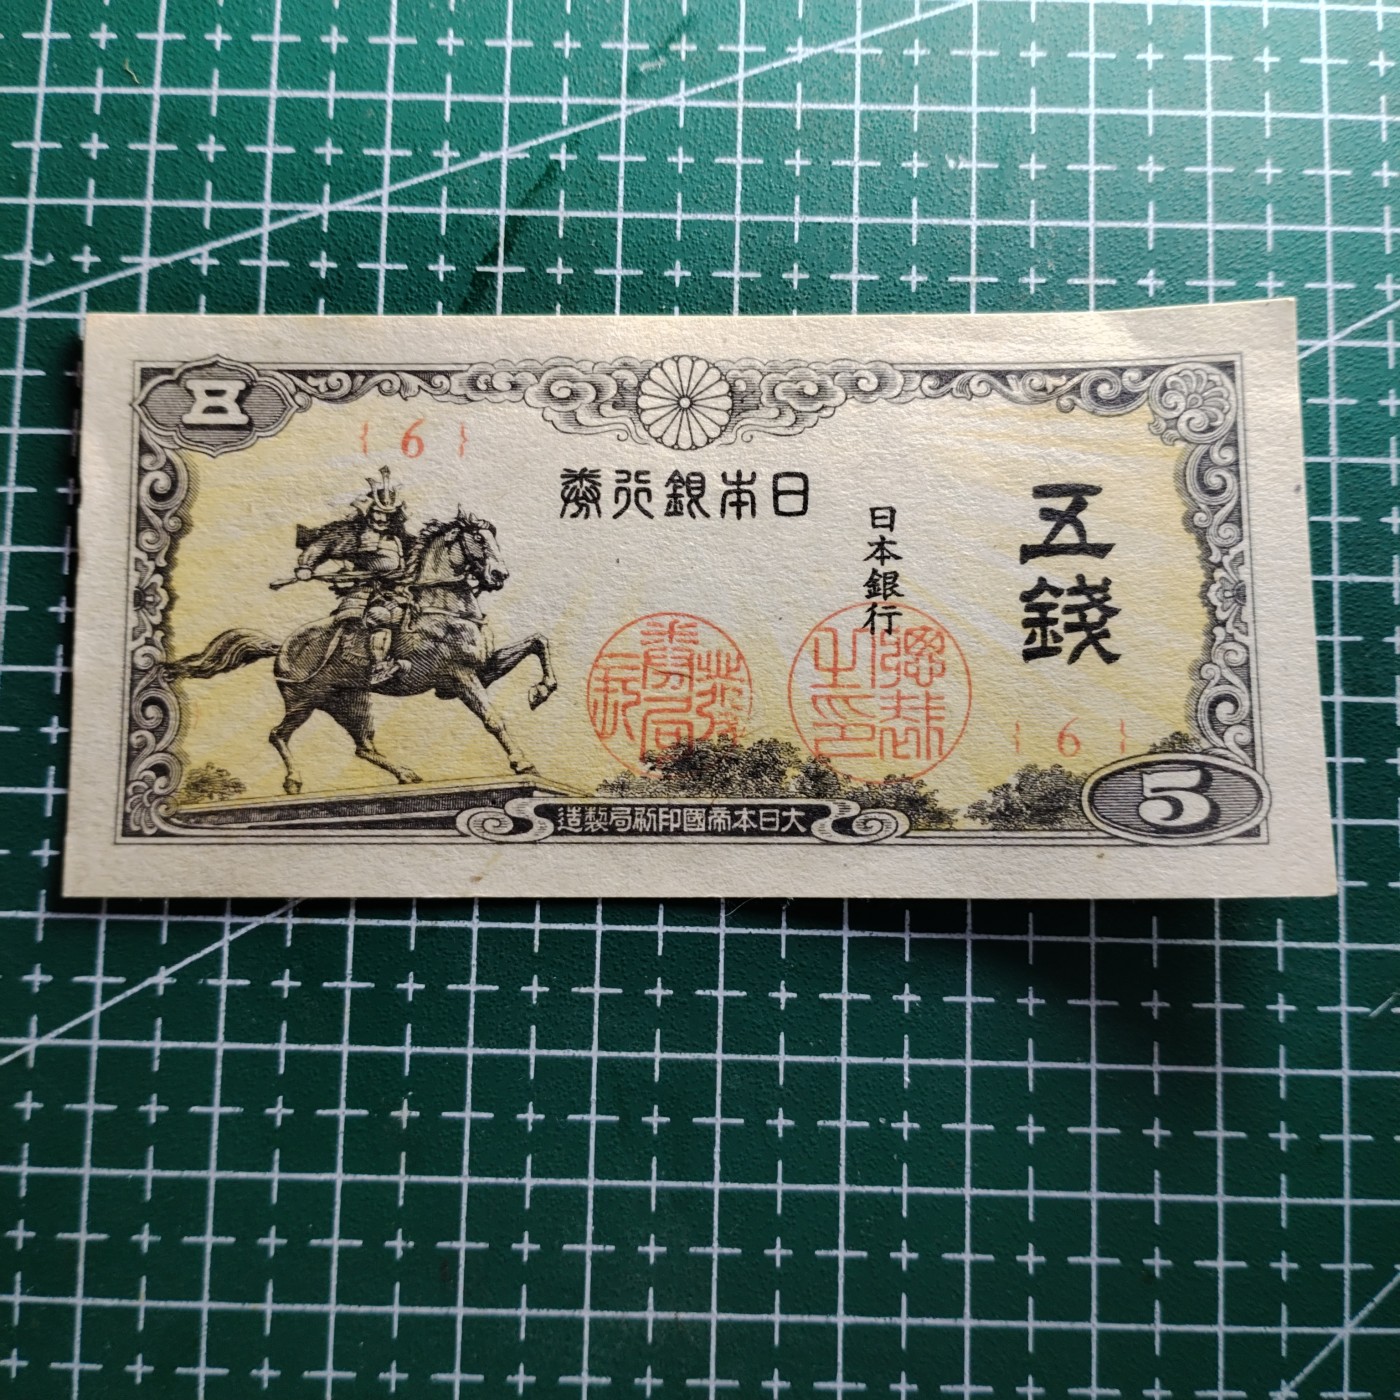 五
{ 6 }
日本銀行券
五錢
日本銀行
{ 6 }
5
大日本帝國印刷局製造